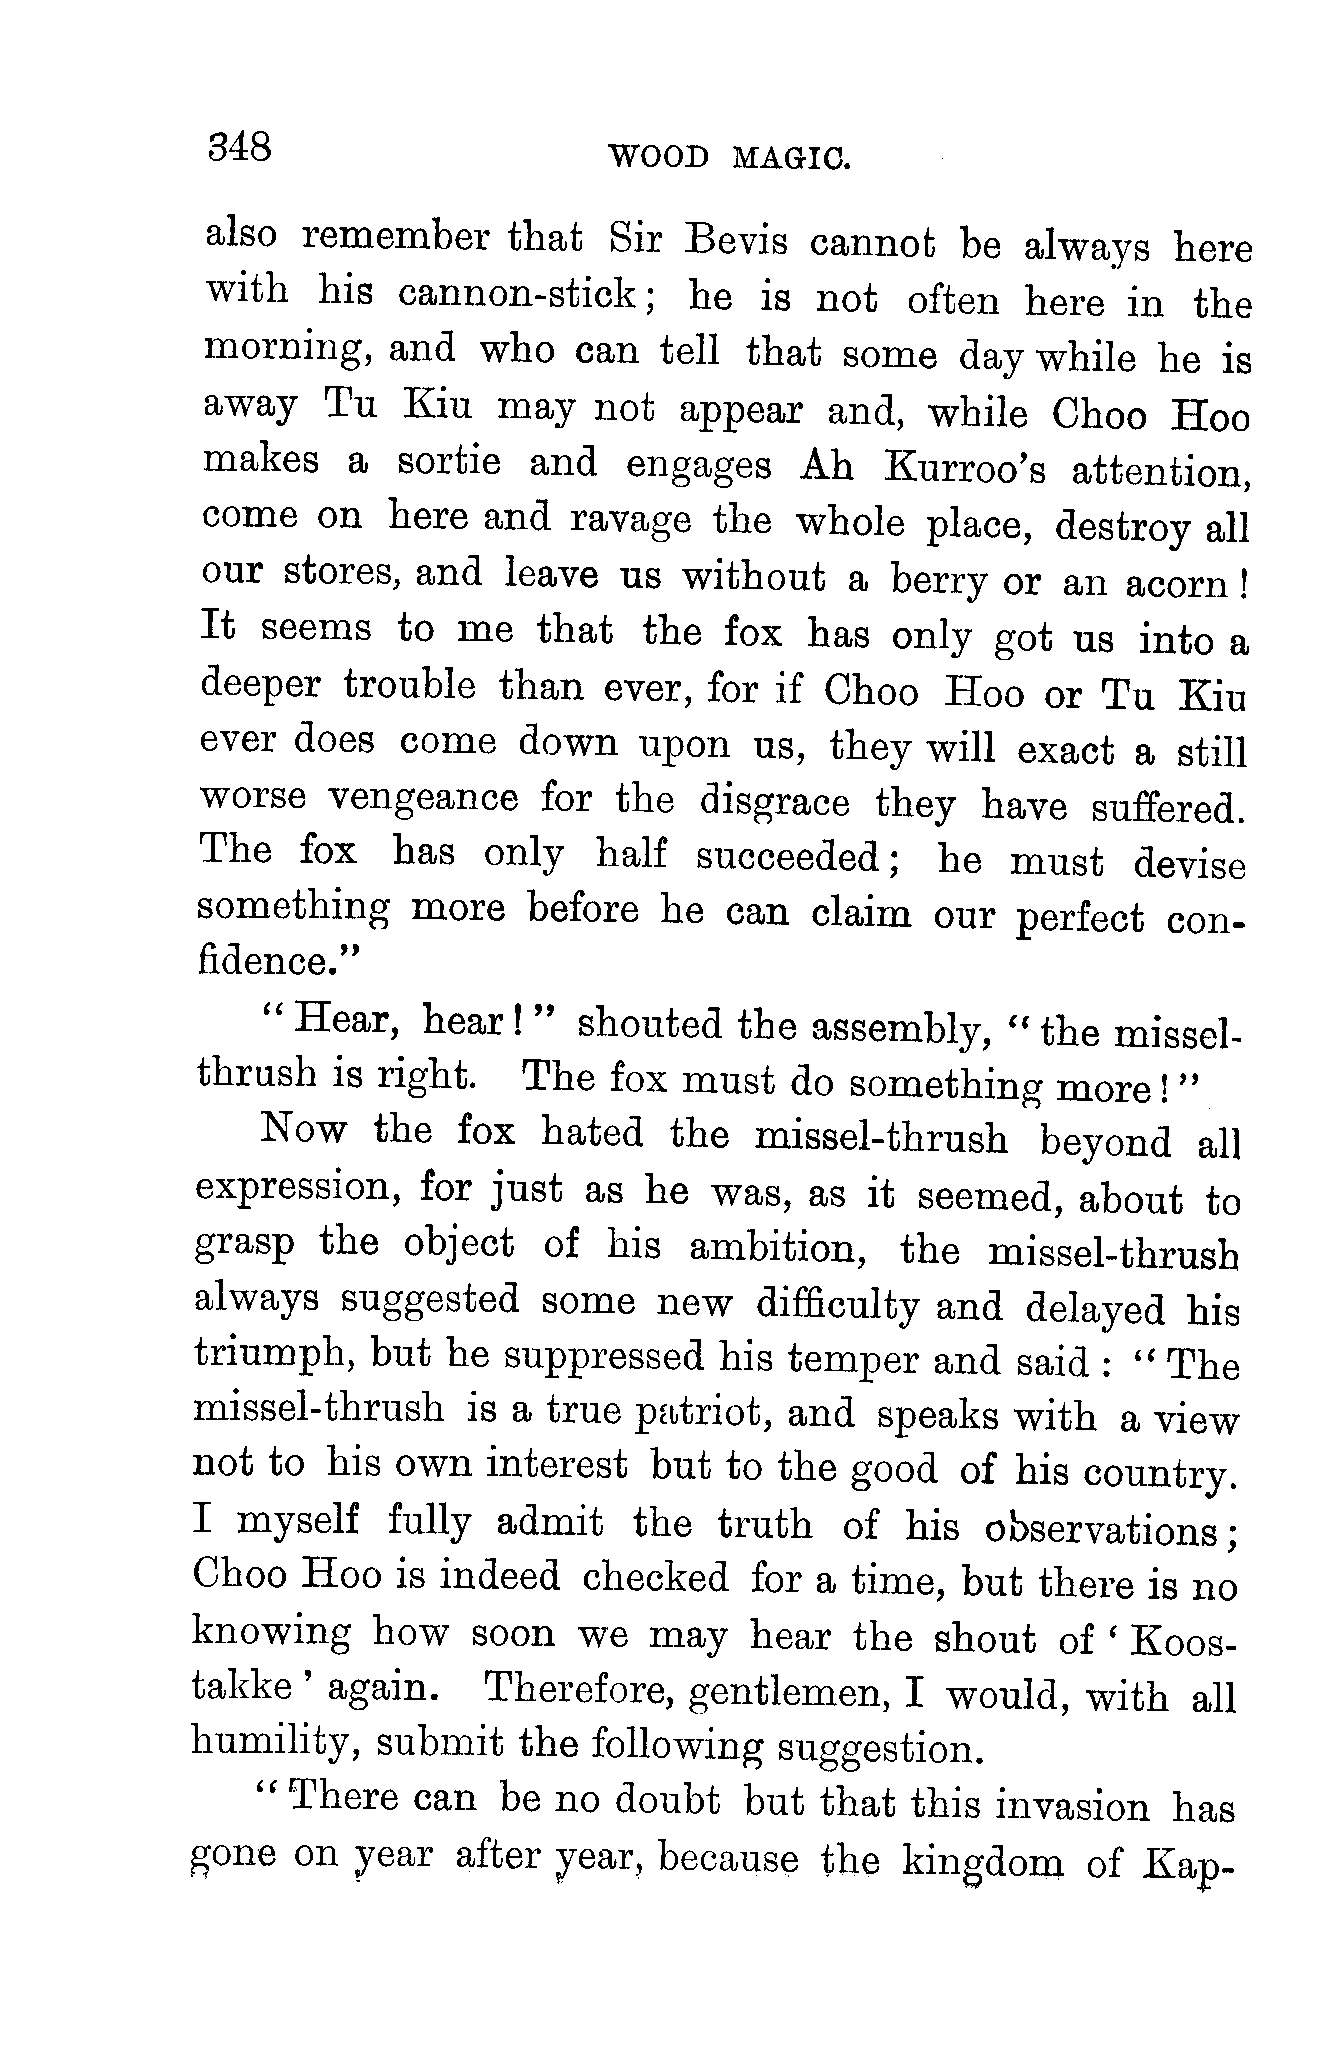 348 WOOD MAGIC.
also remember that Sir Bevis cannot be always here
with his cannon-stick; he is not often here in the
morning, and who can tell that some day while he is
away Tu Kiu may not appear and, while Choo Hoo
makes a sortie and engages Ah Kurroo's attention,
come on here and ravage the whole place, destroy all
our stores, and leave us without a berry or an acorn!
It seems to me that the fox has only got us into a
deeper trouble than ever, for if Choo Hoo or Tu Kiu
ever does come down upon us, they will exact a still
worse vengeance for the disgrace they have suffered.
The fox has only half succeeded; he must devise
something more before he can claim our perfect con-
fidence."
"Hear, hear!" shouted the assembly, "the missel-
thrush is right. The fox must do something more!"
Now the fox hated the missel-thrush beyond all
expression, for just as he was, as it seemed, about to
grasp the object of his ambition, the missel-thrush
always suggested some new difficulty and delayed his
triumph, but he suppressed his temper and said: "The
missel-thrush is a true patriot, and speaks with a view
not to his own interest but to the good of his country.
I myself fully admit the truth of his observations;
Choo Hoo is indeed checked for a time, but there is no
knowing how soon we may hear the shout of 'Koos-
takke' again. Therefore, gentlemen, I would, with all
humility, submit the following suggestion.
"There can be no doubt but that this invasion has
gone on year after year, because the kingdom of Kap-